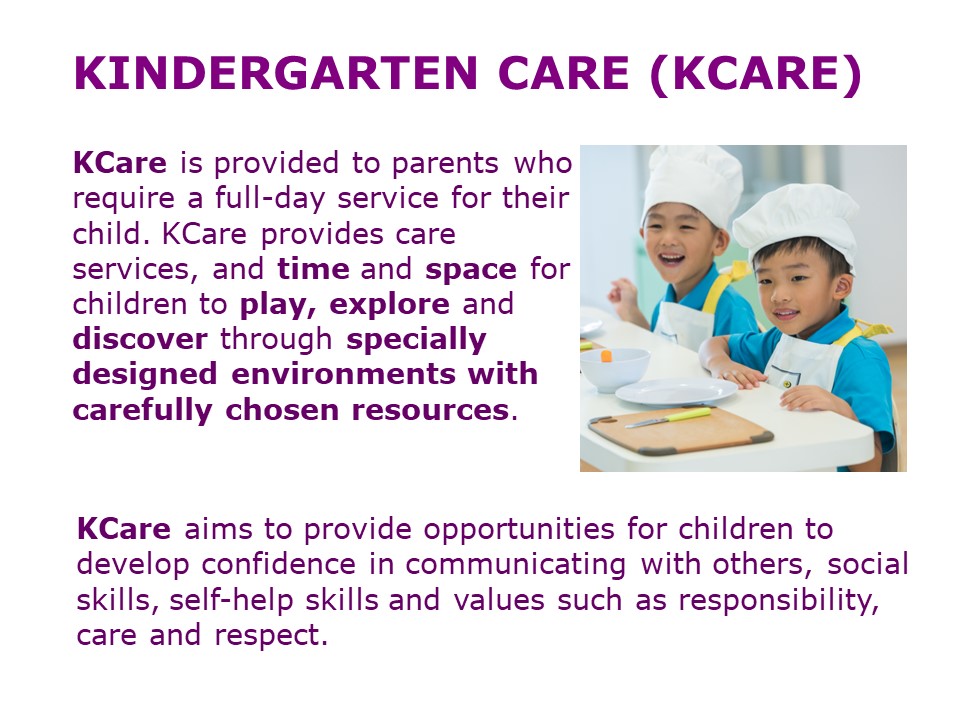 KINDERGARTEN CARE (KCARE)
KCare is provided to parents who
require a full-day service for their
child. KCare provides care
services, and time and space for
children to play, explore and
discover through specially
designed environments with
carefully chosen resources.
KCare aims to provide opportunities for children to
develop confidence in communicating with others, social
skills, self-help skills and values such as responsibility,
care and respect.